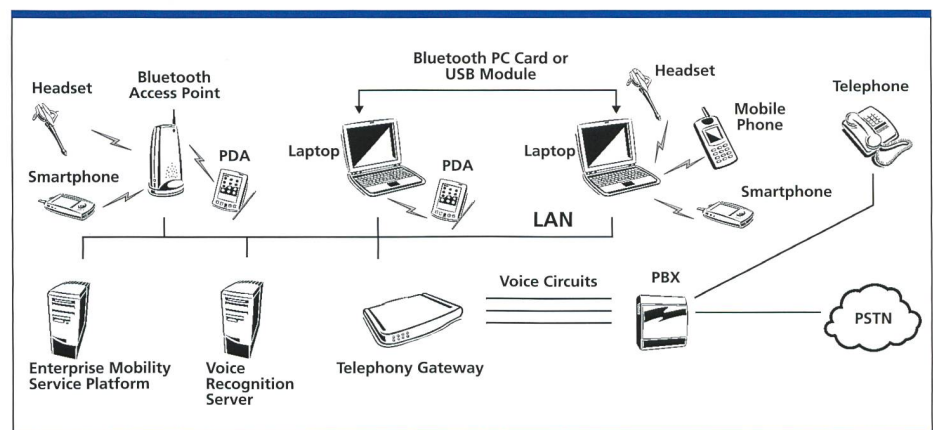 Bluetooth PC Card or
USB Module
Headset
Bluetooth
Access Point
Headset
Mobile
Phone
Telephone
Smartphone
PDA
Laptop
PDA
Laptop
Smartphone
LAN
Voice Circuits
PBX
PSTN
Enterprise Mobility
Service Platform
Voice
Recognition
Server
Telephony Gateway